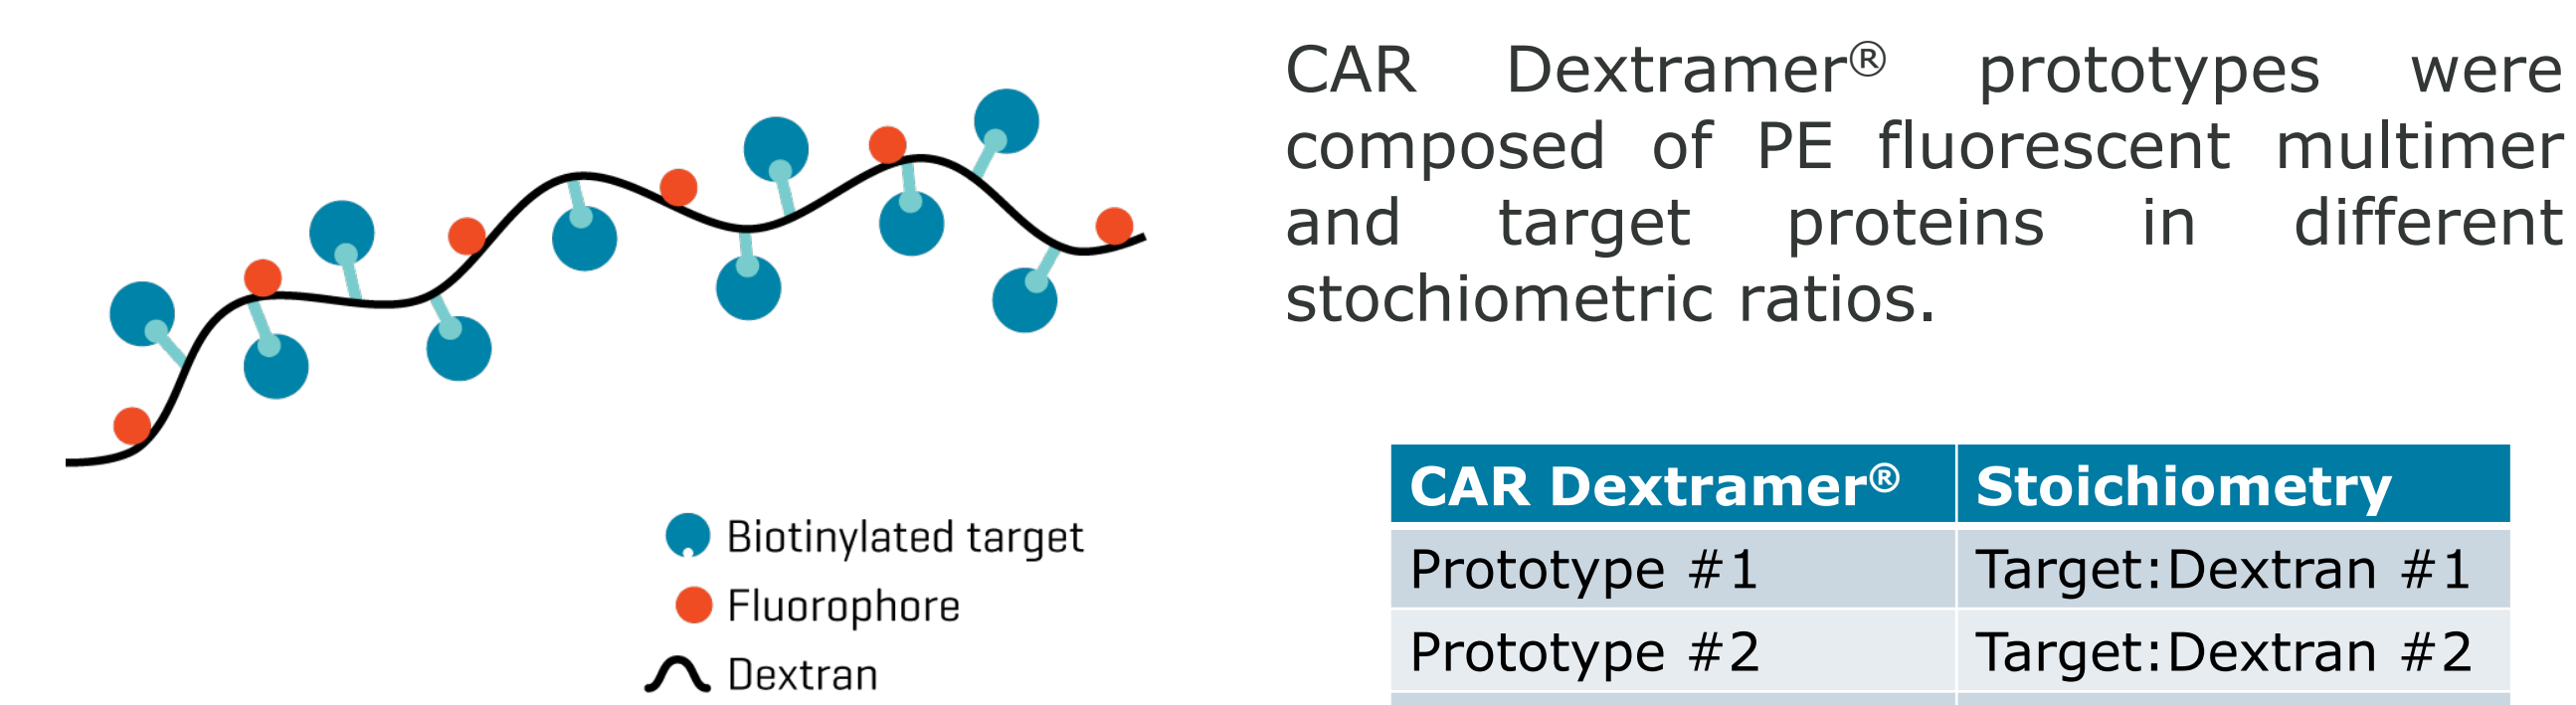 CAR Dextramer® prototypes were
composed of PE fluorescent multimer
and target proteins in different
stochiometric ratios.
Biotinylated target
Fluorophore
Dextran
CAR Dextramer® Stoichiometry
Prototype #1 Target:Dextran #1
Prototype #2 Target:Dextran #2